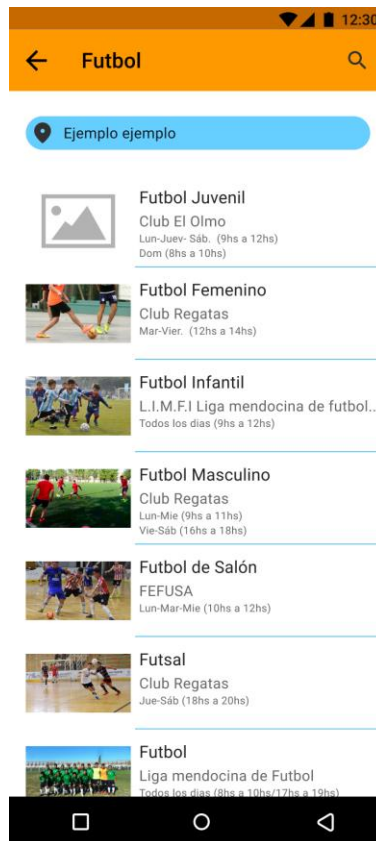 12:30
Futbol
Ejemplo ejemplo
Futbol Juvenil
Club El Olmo
Lun-Juev- Sáb. (9hs a 12hs)
Dom (8hs a 10hs)
Futbol Femenino
Club Regatas
Mar-Vier. (12hs a 14hs)
Futbol Infantil
L.I.M.F.I Liga mendocina de futbol..
Todos los dias (9hs a 12hs)
Futbol Masculino
Club Regatas
Lun-Mie (9hs a 11hs)
Vie-Sáb (16hs a 18hs)
Futbol de Salón
FEFUSA
Lun-Mar-Mie (10hs a 12hs)
Futsal
Club Regatas
Jue-Sáb (18hs a 20hs)
Futbol
Liga mendocina de Futbol
Todos los dias (8hs a 10hs/17hs a 19hs)